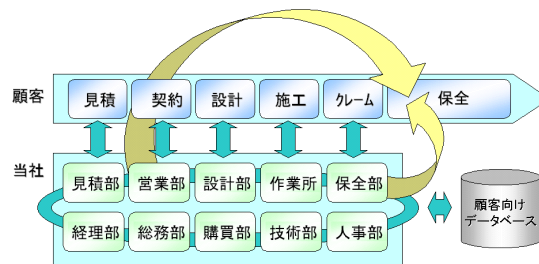 顧客
見積
契約
設計
施工
クレーム
保全
当社
見積部
営業部
設計部
作業所
保全部
経理部
総務部
購買部
技術部
人事部
顧客向け
データベース